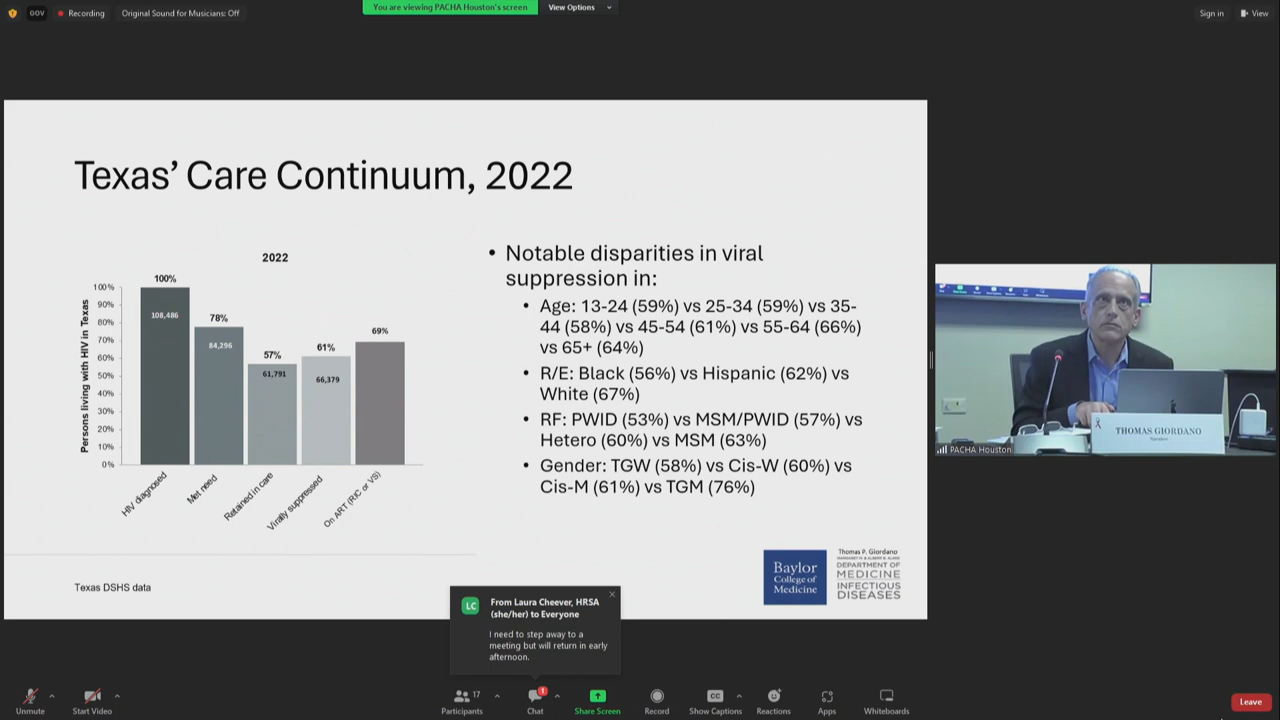 GOV
Recording
Original Sound for Musicians: Off
You are viewing PACHA Houston's screen
View Options
Sign in
View
Texas' Care Continuum, 2022
2022
Persons living with HIV in Texas
100%
90%
80%
70%
60%
50%
40%
30%
20%
10%
0%
100%
108,486
78%
84,296
57%
61,791
61%
66,379
69%
HIV diagnosed
Met need
Retained in care
Virally suppressed
On ART (RIC or VS)
• Notable disparities in viral
suppression in:
• Age: 13-24 (59%) vs 25-34 (59%) vs 35-
44 (58%) vs 45-54 (61%) vs 55-64 (66%)
vs 65+ (64%)
• R/E: Black (56%) vs Hispanic (62%) vs
White (67%)
• RF: PWID (53%) vs MSM/PWID (57%) vs
Hetero (60%) vs MSM (63%)
• Gender: TGW (58%) vs Cis-W (60%) vs
Cis-M (61%) vs TGM (76%)
Texas DSHS data
Baylor
College of
Medicine
Thomas P. Giordano
DEPARTMENT OF
MEDICINE
INFECTIOUS
DISEASES
THOMAS GIORDANO
PACHA Houston
LC
From Laura Cheever, HRSA
(she/her) to Everyone
I need to step away to a
meeting but will return in early
afternoon.
Unmute
Start Video
17
Participants
1
Chat
Share Screen
Record
CC
Show Captions
Reactions
Apps
Whiteboards
Leave